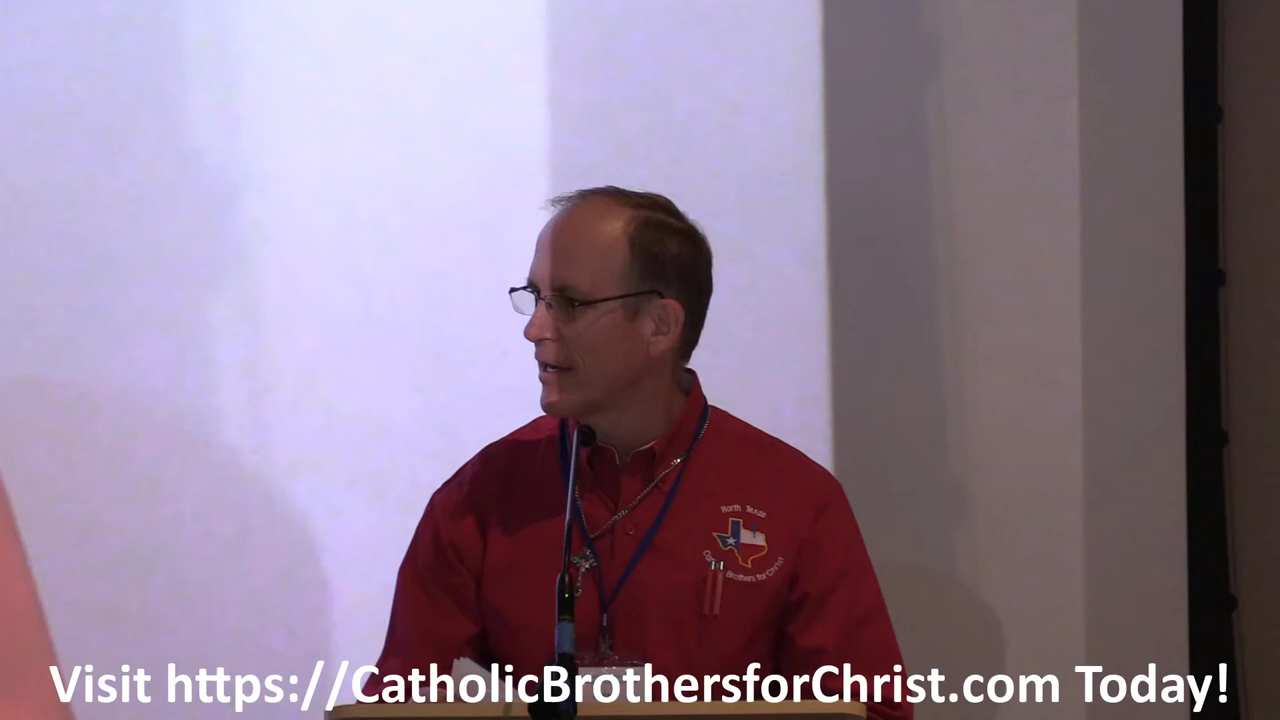 North Texas
Brothers for Christ
Visit https://CatholicBrothersforChrist.com Today!